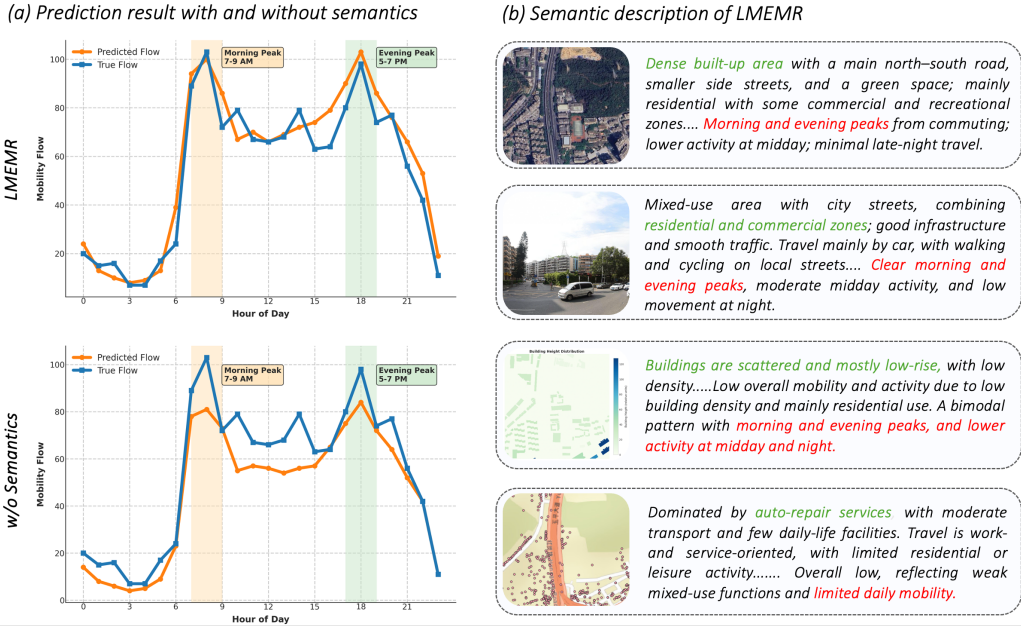 (a) Prediction result with and without semantics
LMEMR
Predicted Flow
True Flow
Morning Peak
7-9 AM
Evening Peak
5-7 PM
Mobility Flow
100
80
60
40
20
0 3 6 9 12 15 18 21
Hour of Day
w/o Semantics
Predicted Flow
True Flow
Morning Peak
7-9 AM
Evening Peak
5-7 PM
Mobility Flow
100
80
60
40
20
0
0 3 6 9 12 15 18 21
Hour of Day
(b) Semantic description of LMEMR
Dense built-up area with a main north–south road,
smaller side streets, and a green space; mainly
residential with some commercial and recreational
zones.... Morning and evening peaks from commuting;
lower activity at midday; minimal late-night travel.
Mixed-use area with city streets, combining
residential and commercial zones; good infrastructure
and smooth traffic. Travel mainly by car, with walking
and cycling on local streets.... Clear morning and
evening peaks, moderate midday activity, and low
movement at night.
Building Height Distribution
Buildings are scattered and mostly low-rise, with low
density.....Low overall mobility and activity due to low
building density and mainly residential use. A bimodal
pattern with morning and evening peaks, and lower
activity at midday and night.
Dominated by auto-repair services with moderate
transport and few daily-life facilities. Travel is work-
and service-oriented, with limited residential or
leisure activity....... Overall low, reflecting weak
mixed-use functions and limited daily mobility.